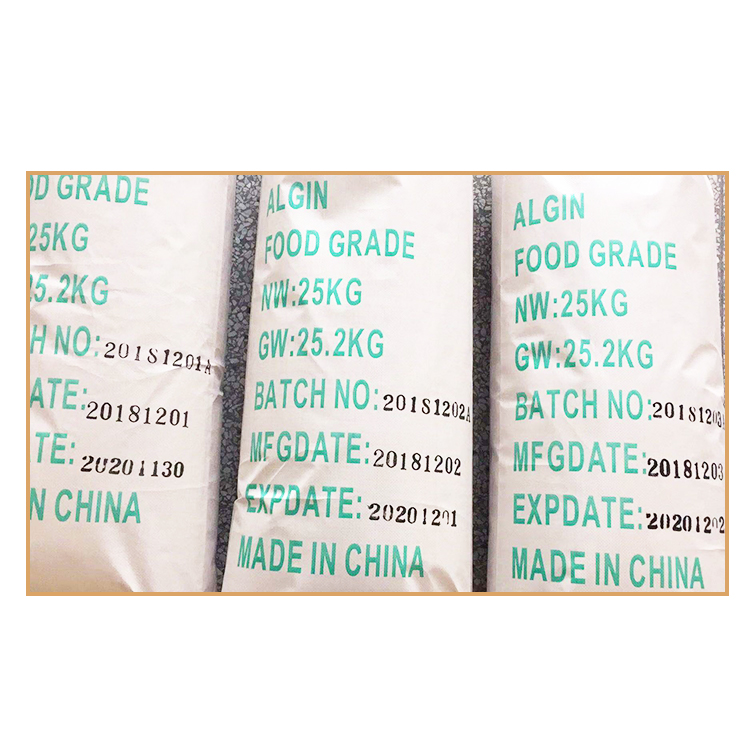 OD GRADE
25KG
25.2KG
H NO: 20181201A
ATE: 20181201
TE: 20201130
N CHINA
ALGIN
FOOD GRADE
NW:25KG
GW:25.2KG
BATCH NO: 20181202A
MFGDATE: 20181202
EXPDATE: 20201201
MADE IN CHINA
ALGIN
FOOD GRADE
NW:25KG
GW:25.2KG
BATCH NO: 20181203A
MFGDATE: 20181203
EXPDATE: 20201202
MADE IN CHINA